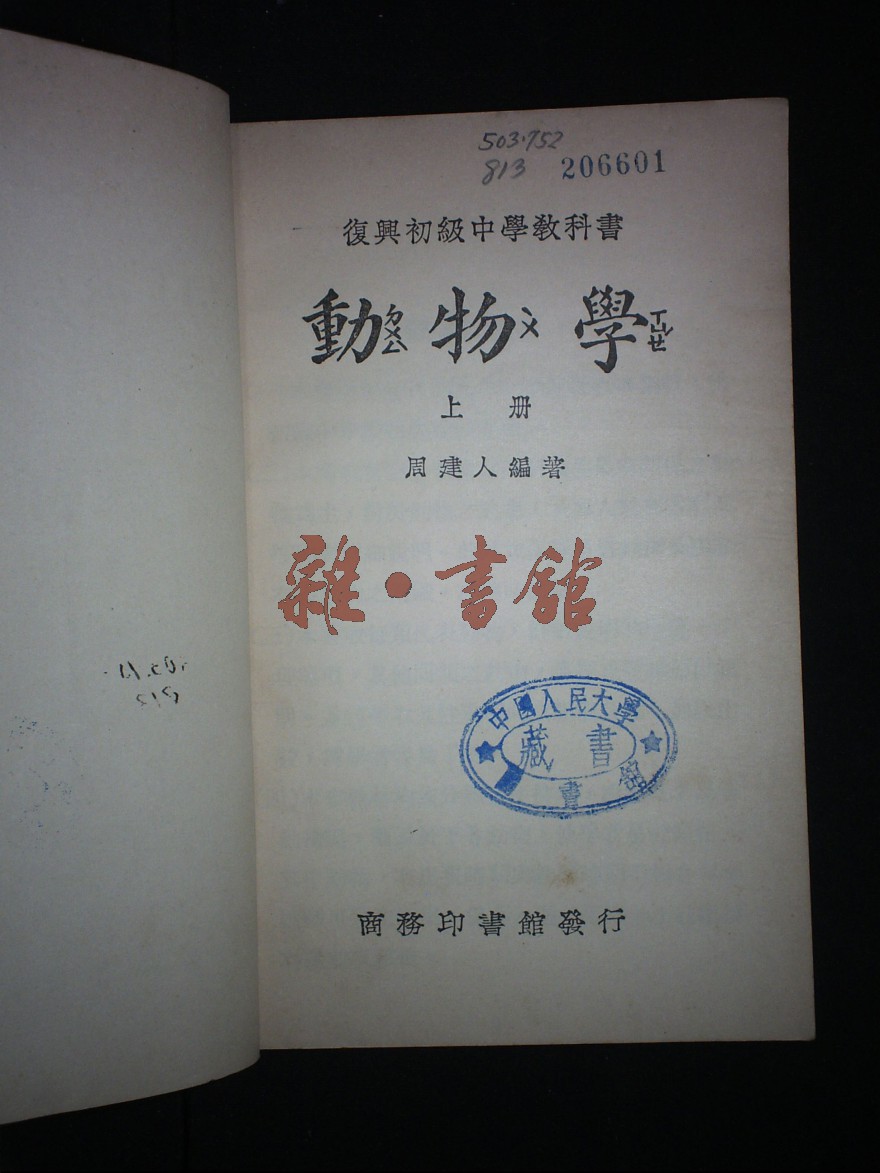 503.752
813 206601
復興初級中學教科書
動ㄉㄨㄥ 物ㄨˋ 學ㄒㄩㄝˊ
上 册
周建人編著
雜·書館
中國人民大學
藏 書
書 舘
商務印書館發行